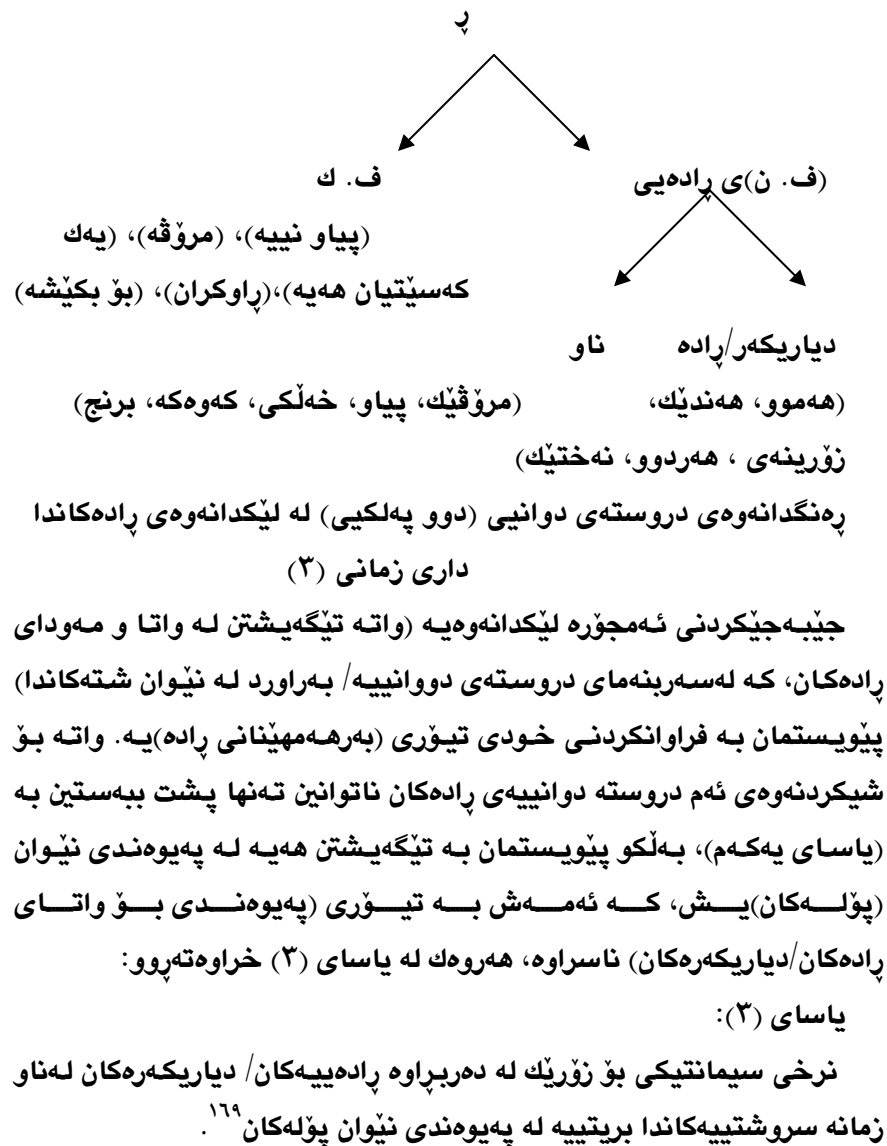 ڕ
(ف. ن)ی ڕادەیی ف. ك
(پیاو نییە)، (مرۆڤە)، (یەك
كەسێتیان هەیە)،(ڕاوكران)، (بۆ بكێشە)
دیاریكەر/ڕادە ناو
(هەموو، هەندێك، (مرۆڤێك، پیاو، خەڵكی، كەوەكە، برنج)
زۆرینەی ، هەردوو، نەختێك)
ڕەنگدانەوەی دروستەی دوانیی (دوو پەلكیی) لە لێكدانەوەی ڕادەكاندا
داری زمانی (٣)
جێبەجێكردنی ئەمجۆرە لێكدانەوەیە (واتە تێگەیشتن لە واتا و مەودای
ڕادەكان، كە لەسەربنەمای دروستەی دووانییە/ بەراورد لە نێوان شتەكاندا)
پێویستمان بە فراوانكردنی خودی تیۆری (بەرهەمهێنانی ڕادە)یە. واتە بۆ
شیكردنەوەی ئەم دروستە دوانییەی ڕادەكان ناتوانین تەنها پشت ببەستین بە
(یاسای یەكەم)، بەڵكو پێویستمان بە تێگەیشتن هەیە لە پەیوەندی نێوان
(پۆلەكان)یش، كە ئەمەش بە تیۆری (پەیوەندی بۆ واتای
ڕادەكان/دیاریكەرەكان) ناسراوە، هەروەك لە یاسای (٣) خراوەتەڕوو:
یاسای (٣):
نرخی سیمانتیكی بۆ زۆرێك لە دەربڕاوە ڕادەییەكان/ دیاریكەرەكان لەناو
زمانە سروشتییەكاندا بریتییە لە پەیوەندی نێوان پۆلەكان١٦٩.